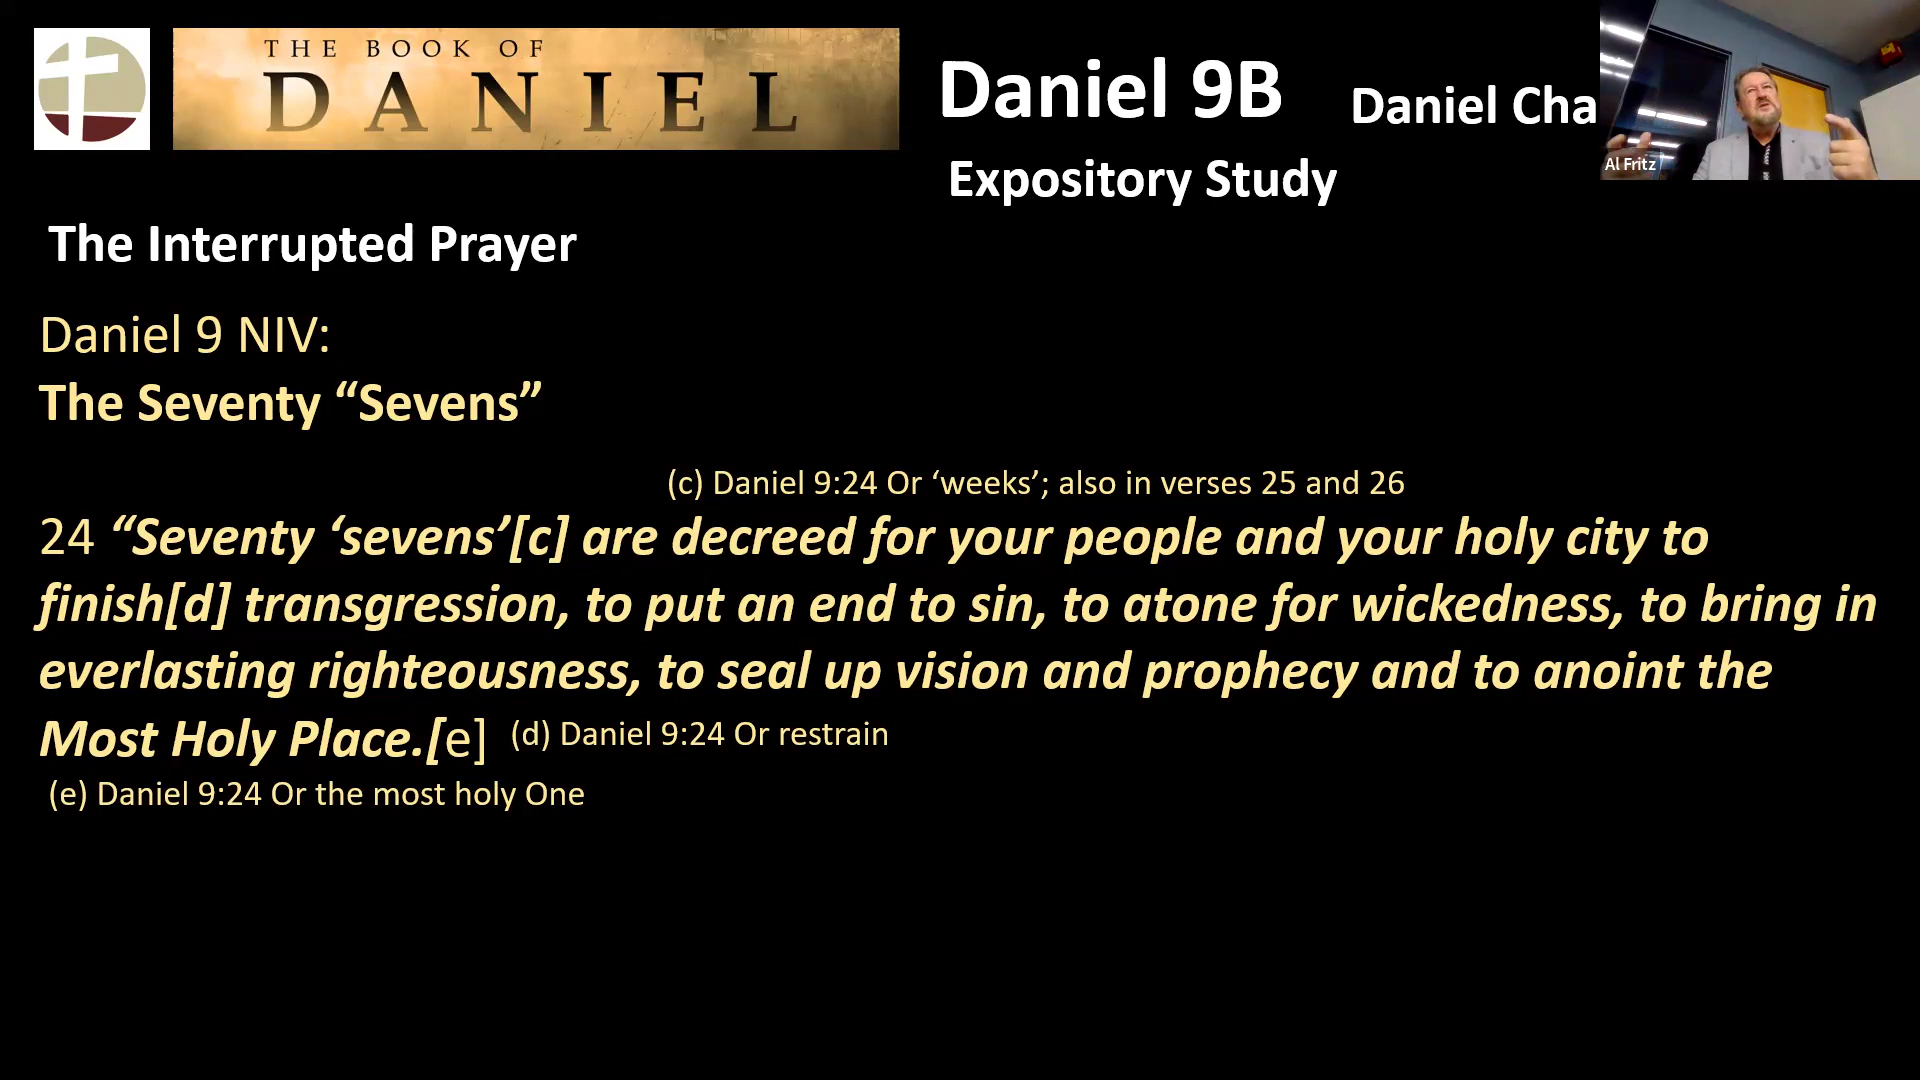 THE BOOK OF
DANIEL
Daniel 9B
Daniel Cha
Al Fritz
Expository Study
The Interrupted Prayer
Daniel 9 NIV:
The Seventy “Sevens”
(c) Daniel 9:24 Or ‘weeks’; also in verses 25 and 26
24 “Seventy ‘sevens’[c] are decreed for your people and your holy city to
finish[d] transgression, to put an end to sin, to atone for wickedness, to bring in
everlasting righteousness, to seal up vision and prophecy and to anoint the
Most Holy Place.[e] (d) Daniel 9:24 Or restrain
(e) Daniel 9:24 Or the most holy One